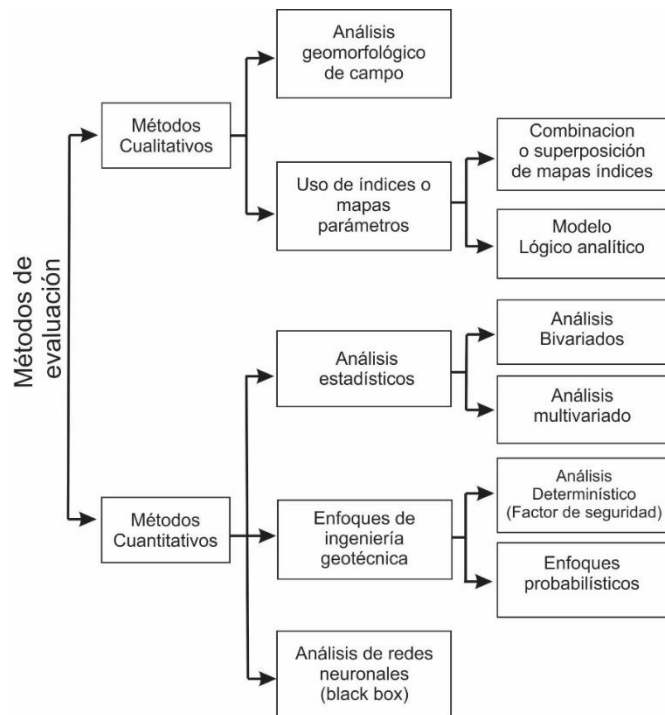 Métodos de
evaluación
Métodos
Cualitativos
Análisis
geomorfológico
de campo
Uso de índices o
mapas
parámetros
Combinacion
o superposición
de mapas índices
Modelo
Lógico analítico
Métodos
Cuantitativos
Análisis
estadísticos
Análisis
Bivariados
Análisis
multivariado
Enfoques de
ingeniería
geotécnica
Análisis
Determinístico
(Factor de seguridad)
Enfoques
probabilísticos
Análisis de redes
neuronales
(black box)